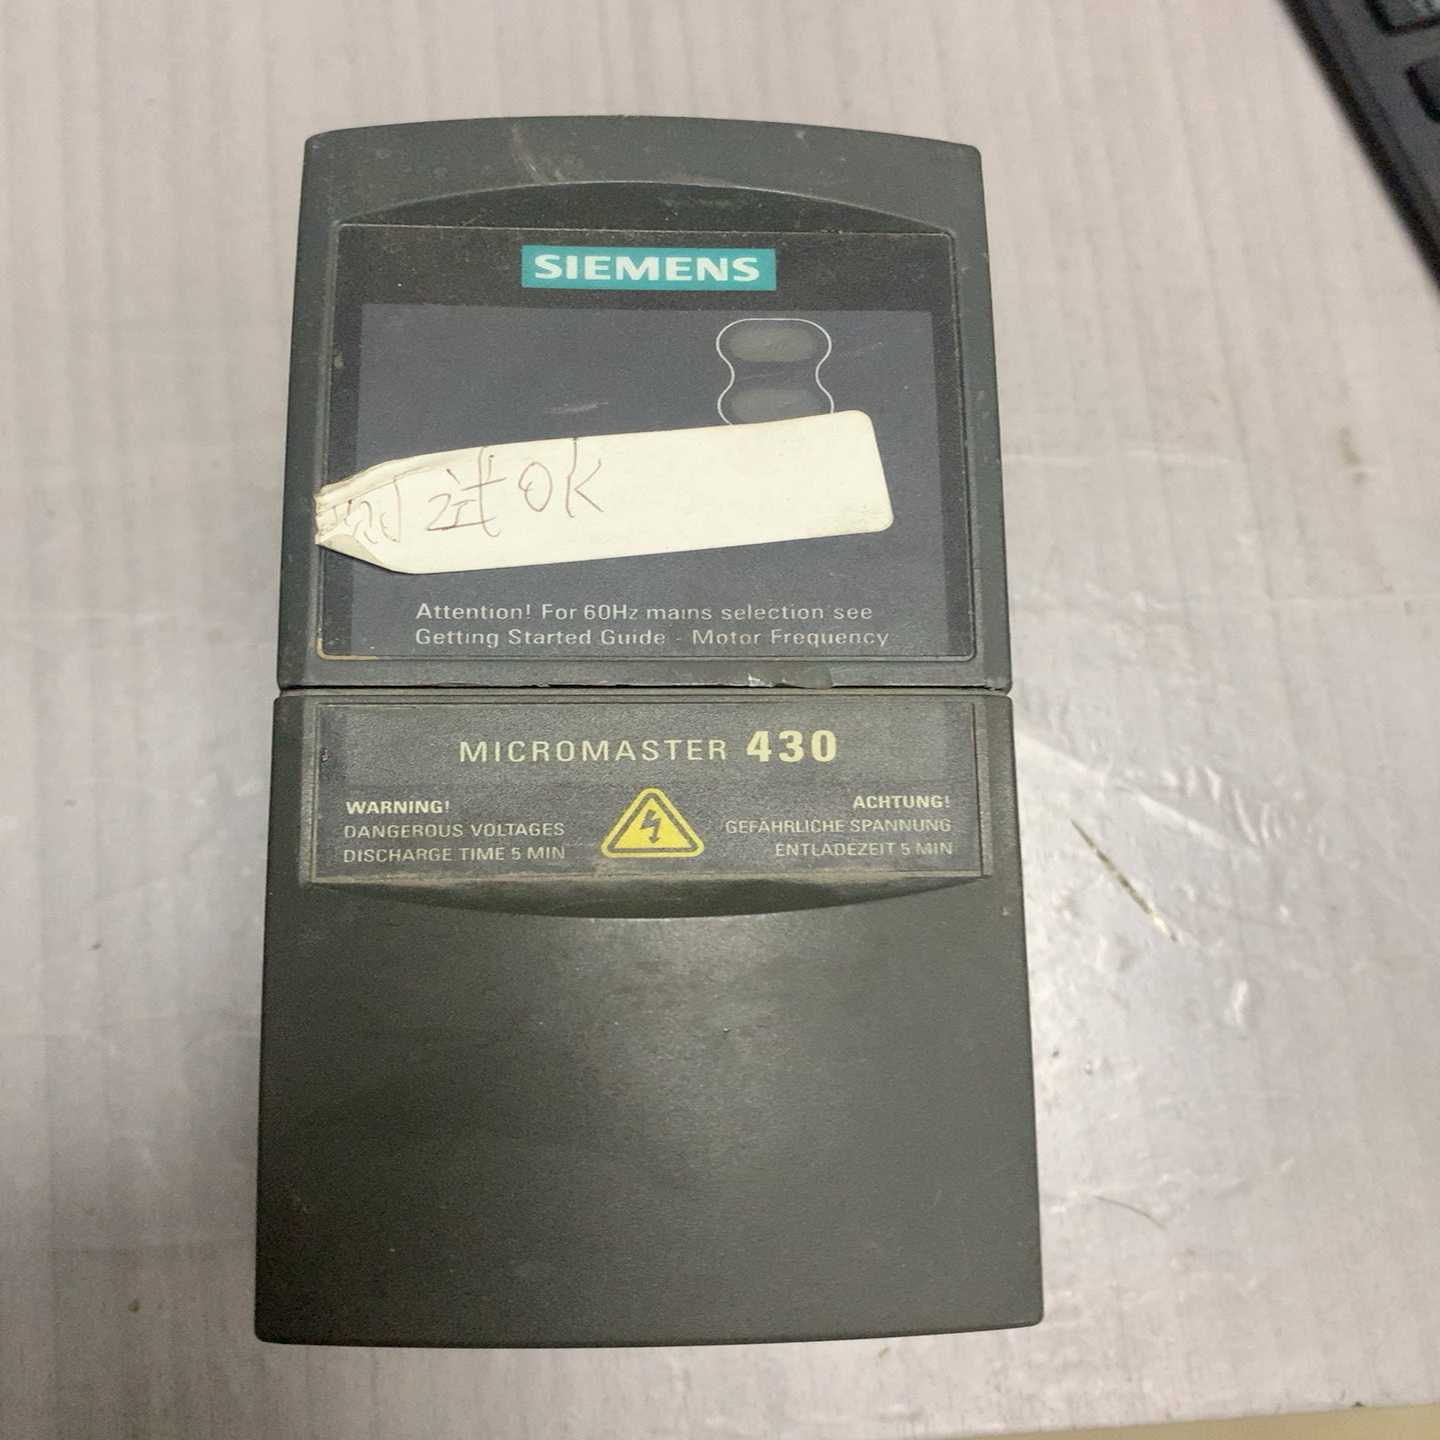 SIEMENS
测试OK
Attention! For 60Hz mains selection see
Getting Started Guide - Motor Frequency
MICROMASTER 430
WARNING!
DANGEROUS VOLTAGES
DISCHARGE TIME 5 MIN
ACHTUNG!
GEFÄHRLICHE SPANNUNG
ENTLADEZEIT 5 MIN